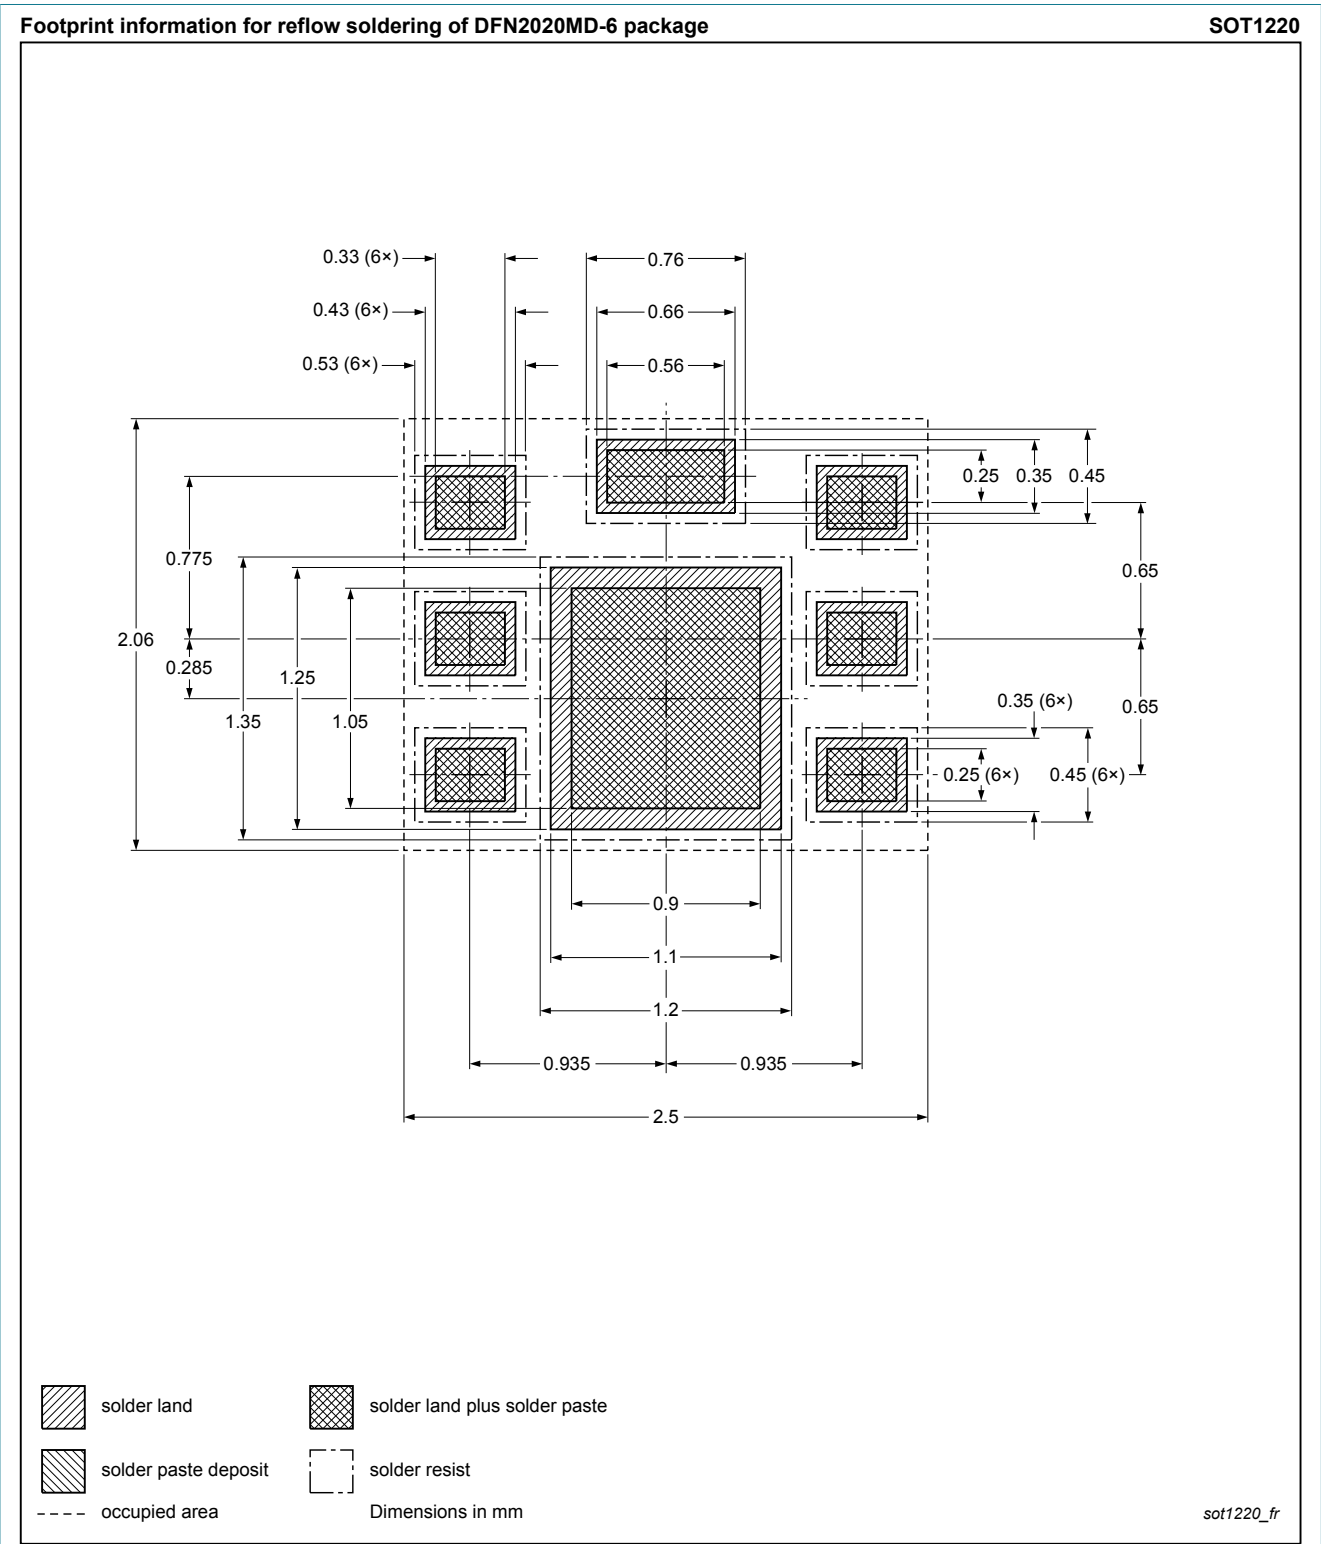 Footprint information for reflow soldering of DFN2020MD-6 package SOT1220
0.33 (6×)
0.76
0.43 (6×)
0.66
0.53 (6×)
0.56
0.25 0.35 0.45
0.775
0.65
2.06
0.285
1.25
0.35 (6×)
0.65
1.35
1.05
0.25 (6×)
0.45 (6×)
0.9
1.1
1.2
0.935
0.935
2.5
solder land
solder land plus solder paste
solder paste deposit
solder resist
occupied area
Dimensions in mm
sot1220_fr